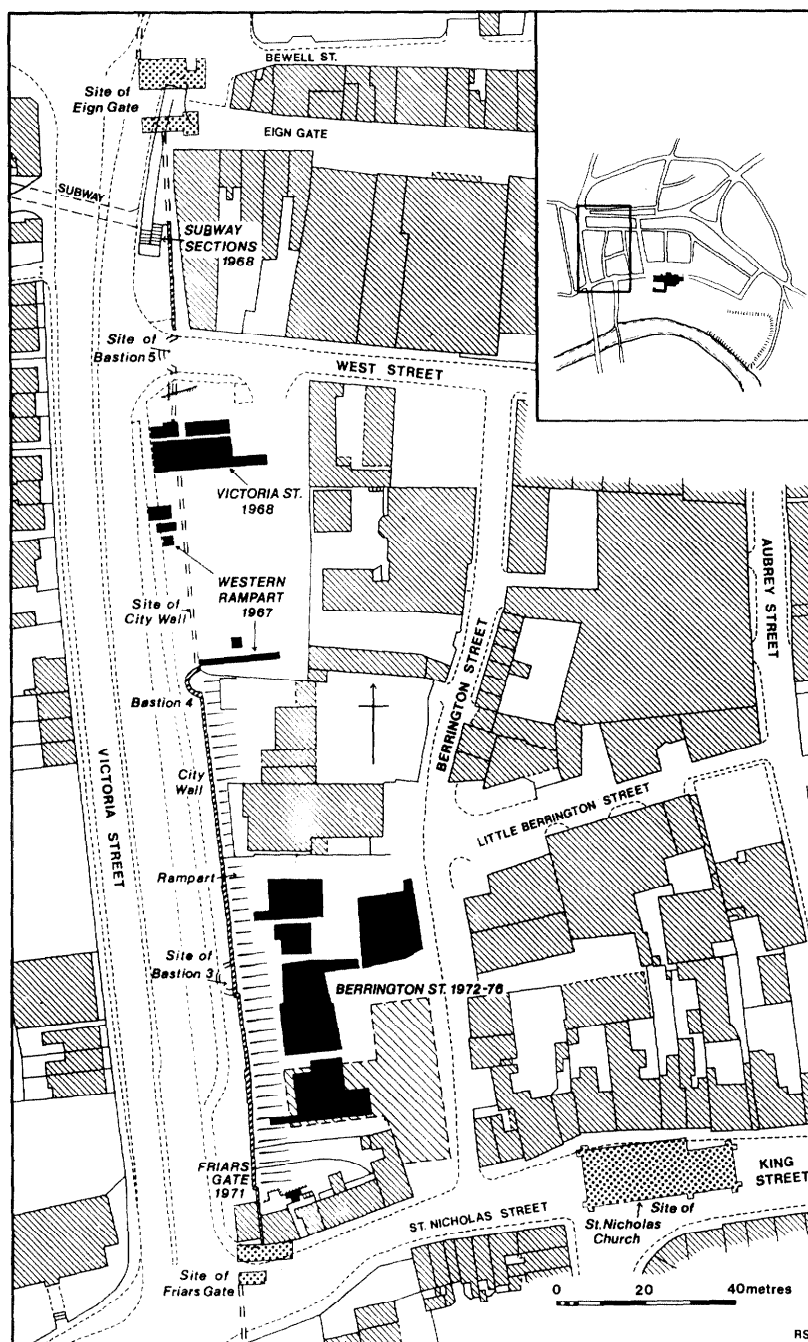 BEWELL ST.
Site of
Eign Gate
EIGN GATE
SUBWAY
SUBWAY
SECTIONS
1968
Site of
Bastion 5
WEST STREET
VICTORIA ST.
1968
WESTERN
RAMPART
1967
Site of
City Wall
AUBREY STREET
BERRINGTON STREET
Bastion 4
City
Wall
VICTORIA STREET
LITTLE BERRINGTON STREET
Rampart
Site of
Bastion 3
BERRINGTON ST. 1972-76
FRIARS
GATE
1971
KING
STREET
ST. NICHOLAS STREET
Site of
St. Nicholas
Church
Site of
Friars Gate
0 20 40 metres
RS